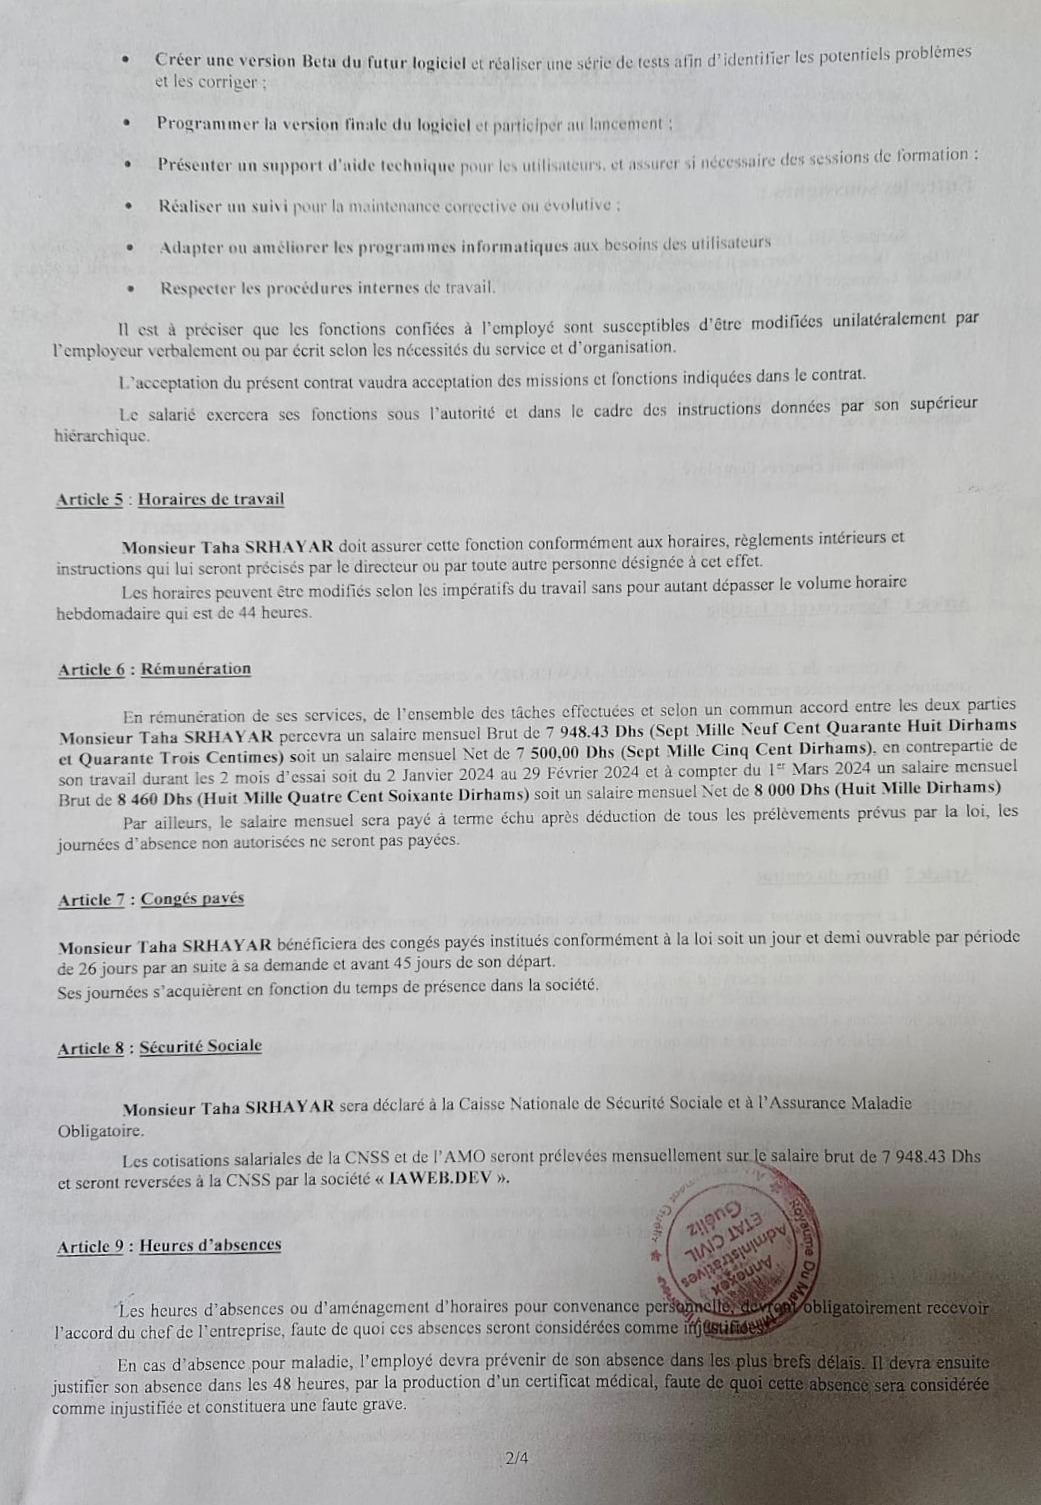 • Créer une version Beta du futur logiciel et réaliser une série de tests afin d'identifier les potentiels problèmes
et les corriger ;
• Programmer la version finale du logiciel et participer au lancement ;
• Présenter un support d'aide technique pour les utilisateurs, et assurer si nécessaire des sessions de formation ;
• Réaliser un suivi pour la maintenance corrective ou évolutive ;
• Adapter ou améliorer les programmes informatiques aux besoins des utilisateurs
• Respecter les procédures internes de travail.
Il est à préciser que les fonctions confiées à l'employé sont susceptibles d'être modifiées unilatéralement par
l'employeur verbalement ou par écrit selon les nécessités du service et d'organisation.
L'acceptation du présent contrat vaudra acceptation des missions et fonctions indiquées dans le contrat.
Le salarié exercera ses fonctions sous l'autorité et dans le cadre des instructions données par son supérieur
hiérarchique.
Article 5 : Horaires de travail
Monsieur Taha SRHAYAR doit assurer cette fonction conformément aux horaires, règlements intérieurs et
instructions qui lui seront précisés par le directeur ou par toute autre personne désignée à cet effet.
Les horaires peuvent être modifiés selon les impératifs du travail sans pour autant dépasser le volume horaire
hebdomadaire qui est de 44 heures.
Article 6 : Rémunération
En rémunération de ses services, de l'ensemble des tâches effectuées et selon un commun accord entre les deux parties
Monsieur Taha SRHAYAR percevra un salaire mensuel Brut de 7 948.43 Dhs (Sept Mille Neuf Cent Quarante Huit Dirhams
et Quarante Trois Centimes) soit un salaire mensuel Net de 7 500,00 Dhs (Sept Mille Cinq Cent Dirhams), en contrepartie de
son travail durant les 2 mois d'essai soit du 2 Janvier 2024 au 29 Février 2024 et à compter du 1er Mars 2024 un salaire mensuel
Brut de 8 460 Dhs (Huit Mille Quatre Cent Soixante Dirhams) soit un salaire mensuel Net de 8 000 Dhs (Huit Mille Dirhams)
Par ailleurs, le salaire mensuel sera payé à terme échu après déduction de tous les prélèvements prévus par la loi, les
journées d'absence non autorisées ne seront pas payées.
Article 7 : Congés payés
Monsieur Taha SRHAYAR bénéficiera des congés payés institués conformément à la loi soit un jour et demi ouvrable par période
de 26 jours par an suite à sa demande et avant 45 jours de son départ.
Ses journées s'acquièrent en fonction du temps de présence dans la société.
Article 8 : Sécurité Sociale
Monsieur Taha SRHAYAR sera déclaré à la Caisse Nationale de Sécurité Sociale et à l'Assurance Maladie
Obligatoire.
Les cotisations salariales de la CNSS et de l'AMO seront prélevées mensuellement sur le salaire brut de 7 948.43 Dhs
et seront reversées à la CNSS par la société « IAWEB.DEV ».
Royaume Du Maroc
Annexes
Administratives
ETAT CIVIL
Guéliz
Article 9 : Heures d'absences
Les heures d'absences ou d'aménagement d'horaires pour convenance personnelle, devront obligatoirement recevoir
l'accord du chef de l'entreprise, faute de quoi ces absences seront considérées comme injustifiées.
En cas d'absence pour maladie, l'employé devra prévenir de son absence dans les plus brefs délais. Il devra ensuite
justifier son absence dans les 48 heures, par la production d'un certificat médical, faute de quoi cette absence sera considérée
comme injustifiée et constituera une faute grave.
2/4